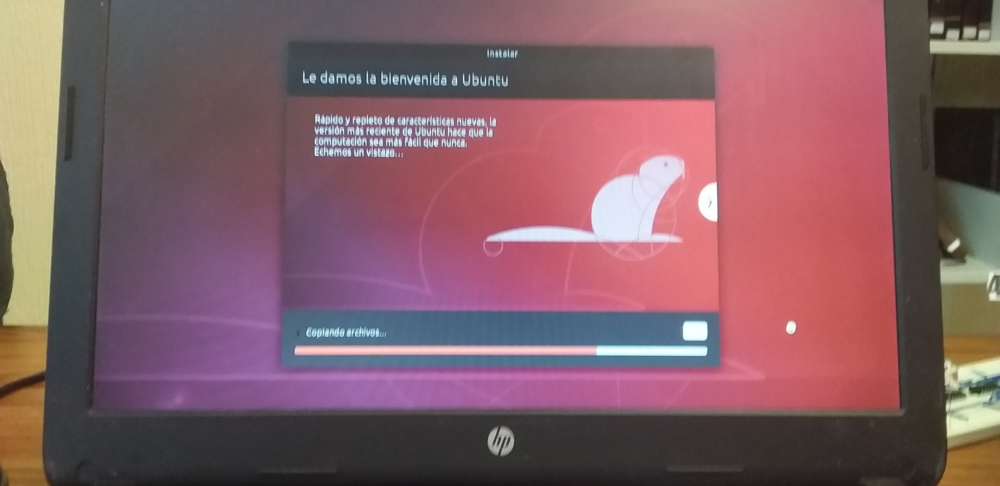 Instalar
Le damos la bienvenida a Ubuntu
Rápido y repleto de características nuevas, la
versión más reciente de Ubuntu hace que la
computación sea más fácil que nunca.
Echemos un vistazo...
Copiando archivos...
hp